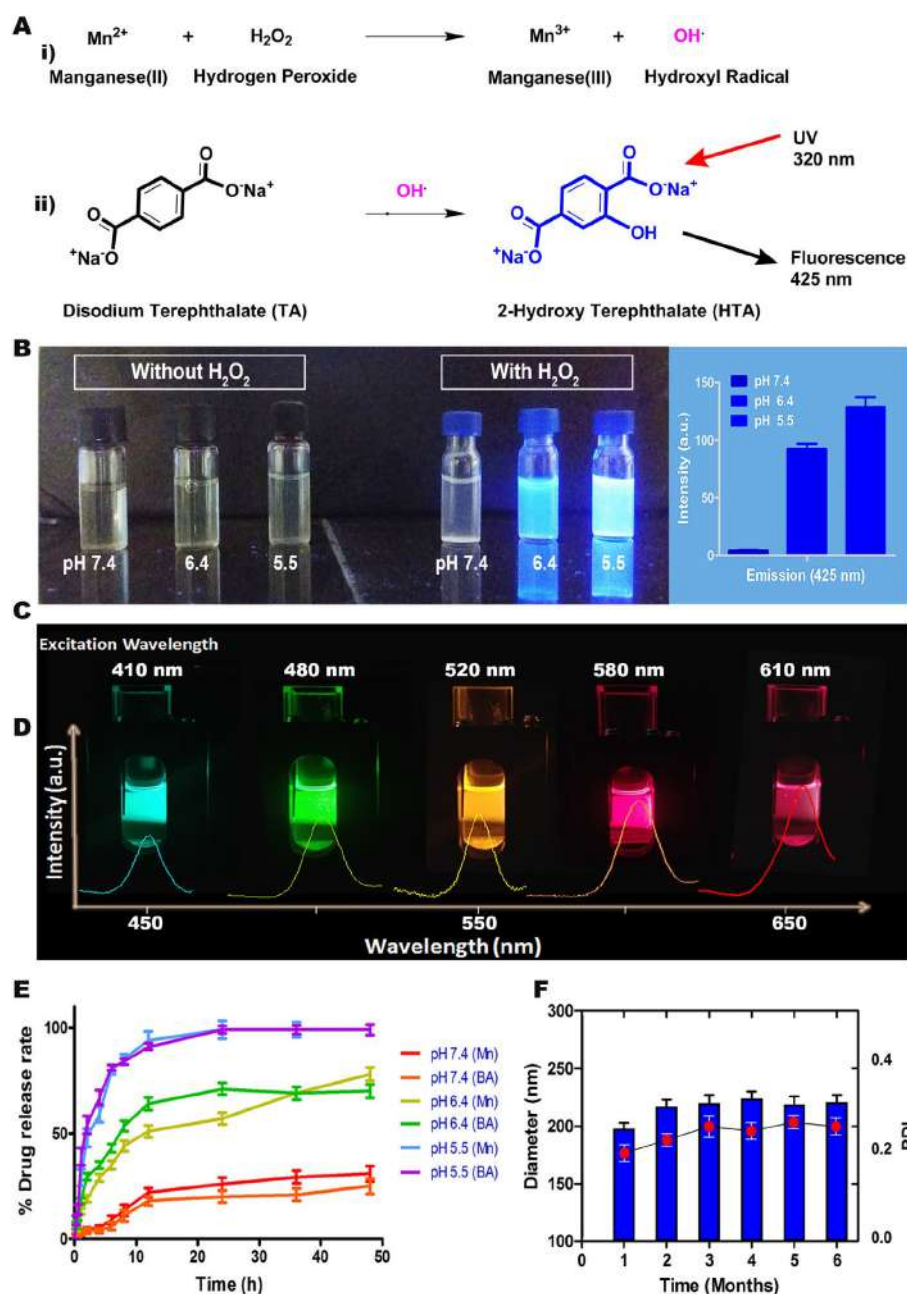 A
i)
Mn²⁺ + H₂O₂ Mn³⁺ + OH·
Manganese(II) Hydrogen Peroxide Manganese(III) Hydroxyl Radical
ii)
O
O⁻Na⁺
O
⁺Na⁻O
OH·
O
O⁻Na⁺
O
OH
⁺Na⁻O
UV
320 nm
Fluorescence
425 nm
Disodium Terephthalate (TA) 2-Hydroxy Terephthalate (HTA)
B
Without H₂O₂ With H₂O₂
pH 7.4 6.4 5.5 pH 7.4 6.4 5.5
Intensity (a.u.)
150
100
50
0
pH 7.4
pH 6.4
pH 5.5
Emission (425 nm)
C
Excitation Wavelength
410 nm 480 nm 520 nm 580 nm 610 nm
D
Intensity (a.u.)
450 550 650
Wavelength (nm)
E
% Drug release rate
100
50
0
0 10 20 30 40 50
Time (h)
pH 7.4 (Mn)
pH 7.4 (BA)
pH 6.4 (Mn)
pH 6.4 (BA)
pH 5.5 (Mn)
pH 5.5 (BA)
F
Diameter (nm)
300
250
200
150
100
1 2 3 4 5 6
Time (Months)
0.4
0.2
0.0